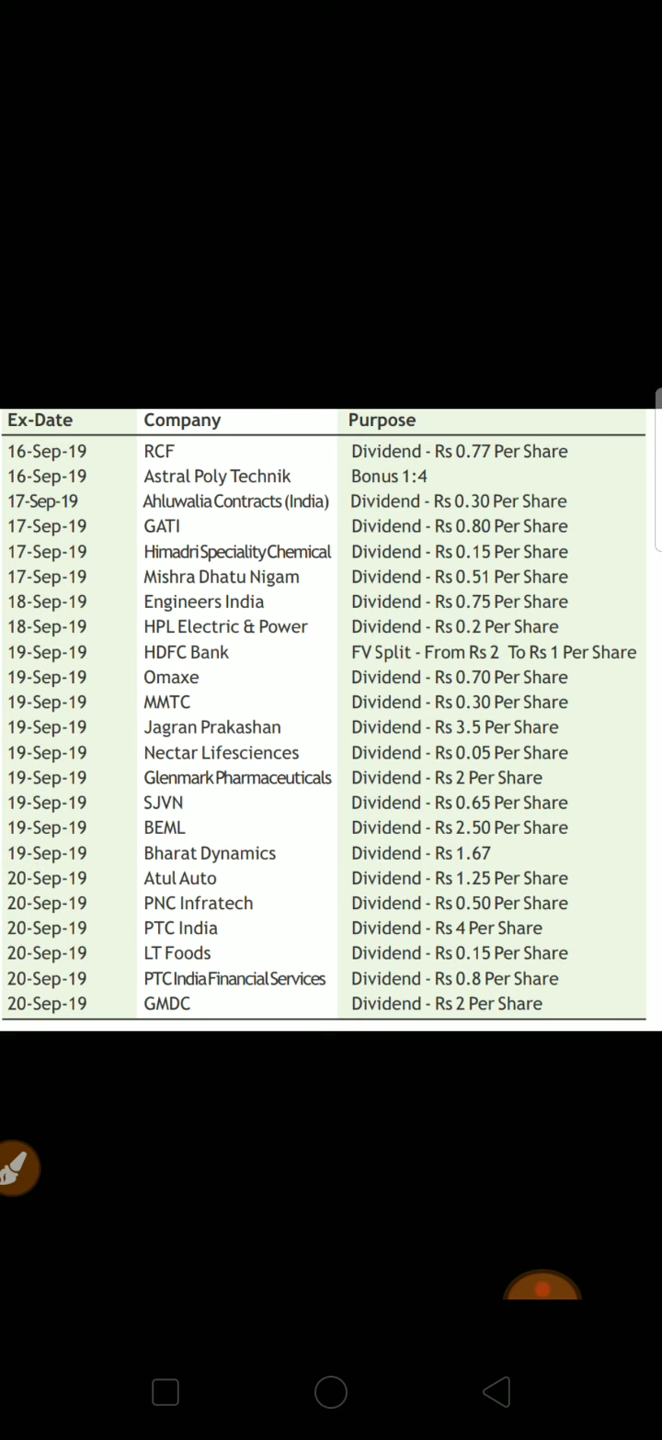 Ex-Date Company Purpose
16-Sep-19 RCF Dividend - Rs 0.77 Per Share
16-Sep-19 Astral Poly Technik Bonus 1:4
17-Sep-19 Ahluwalia Contracts (India) Dividend - Rs 0.30 Per Share
17-Sep-19 GATI Dividend - Rs 0.80 Per Share
17-Sep-19 Himadri Speciality Chemical Dividend - Rs 0.15 Per Share
17-Sep-19 Mishra Dhatu Nigam Dividend - Rs 0.51 Per Share
18-Sep-19 Engineers India Dividend - Rs 0.75 Per Share
18-Sep-19 HPL Electric & Power Dividend - Rs 0.2 Per Share
19-Sep-19 HDFC Bank FV Split - From Rs 2 To Rs 1 Per Share
19-Sep-19 Omaxe Dividend - Rs 0.70 Per Share
19-Sep-19 MMTC Dividend - Rs 0.30 Per Share
19-Sep-19 Jagran Prakashan Dividend - Rs 3.5 Per Share
19-Sep-19 Nectar Lifesciences Dividend - Rs 0.05 Per Share
19-Sep-19 Glenmark Pharmaceuticals Dividend - Rs 2 Per Share
19-Sep-19 SJVN Dividend - Rs 0.65 Per Share
19-Sep-19 BEML Dividend - Rs 2.50 Per Share
19-Sep-19 Bharat Dynamics Dividend - Rs 1.67
20-Sep-19 Atul Auto Dividend - Rs 1.25 Per Share
20-Sep-19 PNC Infratech Dividend - Rs 0.50 Per Share
20-Sep-19 PTC India Dividend - Rs 4 Per Share
20-Sep-19 LT Foods Dividend - Rs 0.15 Per Share
20-Sep-19 PTC India Financial Services Dividend - Rs 0.8 Per Share
20-Sep-19 GMDC Dividend - Rs 2 Per Share